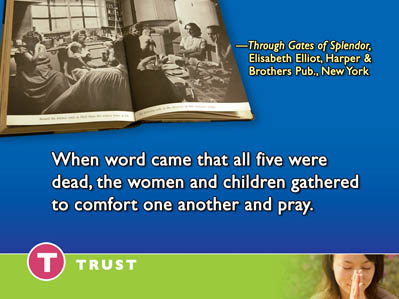 —Through Gates of Splendor,
Elisabeth Elliot, Harper &
Brothers Pub., New York
When word came that all five were
dead, the women and children gathered
to comfort one another and pray.
T TRUST